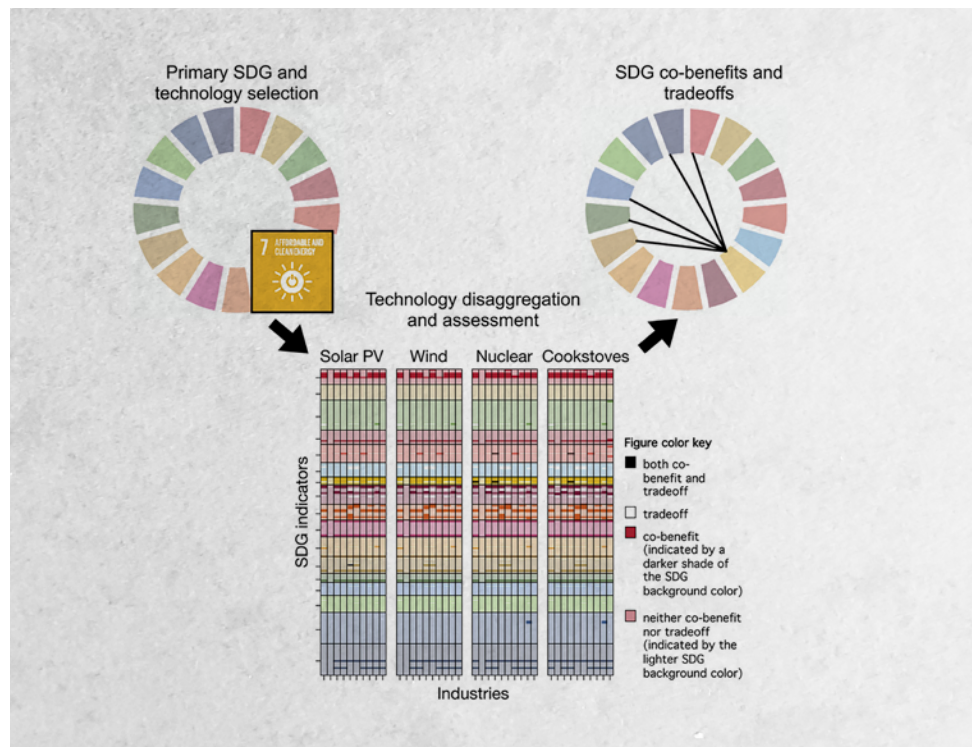 Primary SDG and
technology selection
SDG co-benefits and
tradeoffs
7 AFFORDABLE AND
CLEAN ENERGY
Technology disaggregation
and assessment
Solar PV Wind Nuclear Cookstoves
SDG indicators
Industries
Figure color key
both co-
benefit and
tradeoff
tradeoff
co-benefit
(indicated by a
darker shade of
the SDG
background color)
neither co-benefit
nor tradeoff
(indicated by the
lighter SDG
background color)